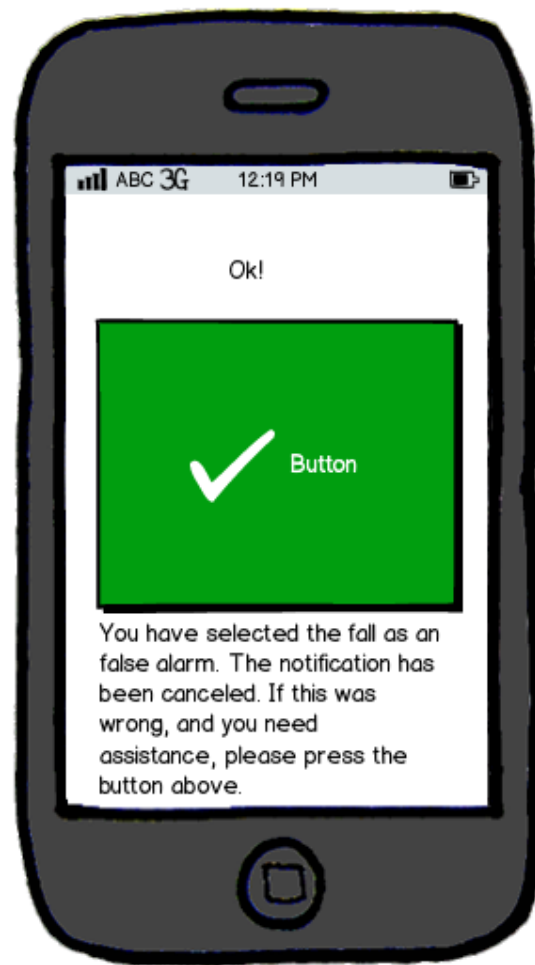 ABC 3G 12:19 PM
Ok!
Button
You have selected the fall as an
false alarm. The notification has
been canceled. If this was
wrong, and you need
assistance, please press the
button above.